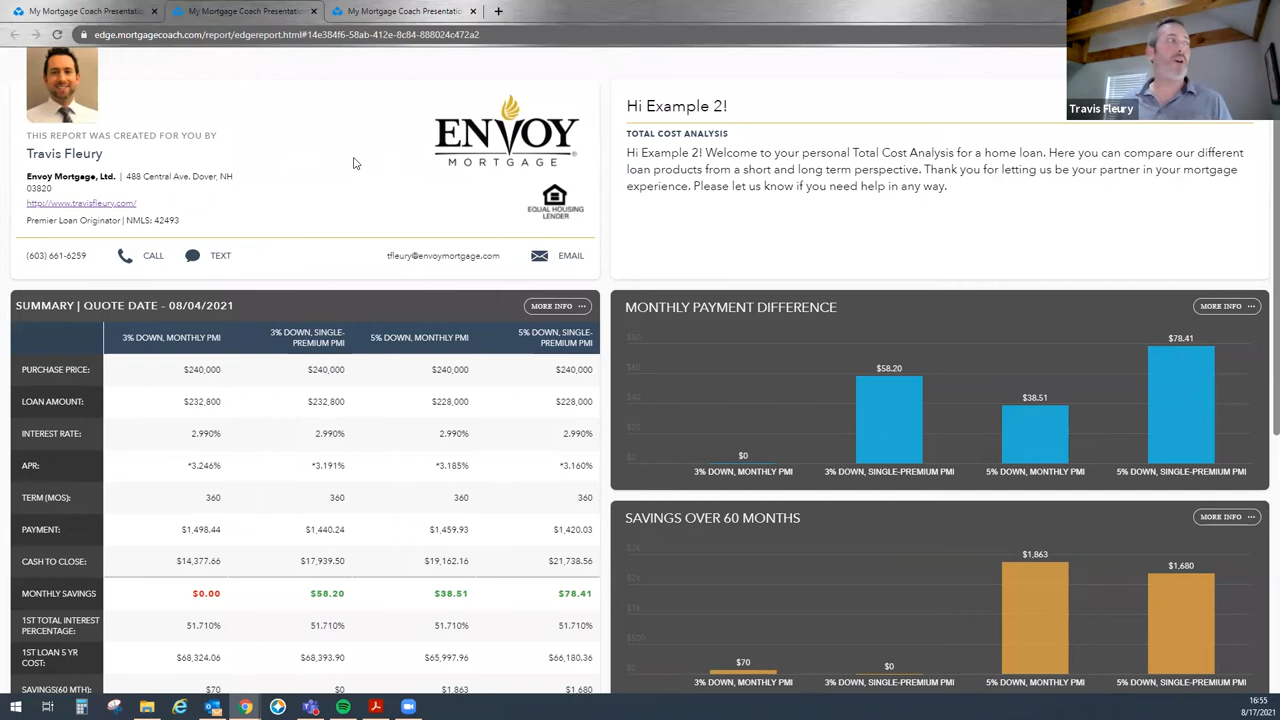 My Mortgage Coach Presentation
My Mortgage Coach Presentation
My Mortgage Coach Presentation
edge.mortgagecoach.com/report/edgereport.html#14e384f6-58ab-412e-8c84-888024c472a2
Travis Fleury
THIS REPORT WAS CREATED FOR YOU BY
Travis Fleury
Envoy Mortgage, Ltd. | 488 Central Ave. Dover, NH
03820
http://www.travisfleury.com/
Premier Loan Originator | NMLS: 42493
ENVOY
MORTGAGE
EQUAL HOUSING
LENDER
(603) 661-6259 CALL TEXT tfleury@envoymortgage.com EMAIL
Hi Example 2!
TOTAL COST ANALYSIS
Hi Example 2! Welcome to your personal Total Cost Analysis for a home loan. Here you can compare our different
loan products from a short and long term perspective. Thank you for letting us be your partner in your mortgage
experience. Please let us know if you need help in any way.
SUMMARY | QUOTE DATE - 08/04/2021 MORE INFO ...
3% DOWN, MONTHLY PMI 3% DOWN, SINGLE-PREMIUM PMI 5% DOWN, MONTHLY PMI 5% DOWN, SINGLE-PREMIUM PMI
PURCHASE PRICE: $240,000 $240,000 $240,000 $240,000
LOAN AMOUNT: $232,800 $232,800 $228,000 $228,000
INTEREST RATE: 2.990% 2.990% 2.990% 2.990%
APR: *3.246% *3.191% *3.185% *3.160%
TERM (MOS): 360 360 360 360
PAYMENT: $1,498.44 $1,440.24 $1,459.93 $1,420.03
CASH TO CLOSE: $14,377.66 $17,939.50 $19,162.16 $21,738.56
MONTHLY SAVINGS $0.00 $58.20 $38.51 $78.41
1ST TOTAL INTEREST PERCENTAGE: 51.710% 51.710% 51.710% 51.710%
1ST LOAN 5 YR COST: $68,324.06 $68,393.90 $65,997.96 $66,180.36
SAVINGS(60 MTH): $70 $0 $1,863 $1,680
MONTHLY PAYMENT DIFFERENCE MORE INFO ...
$80
$60
$40
$20
$0
$0 $58.20 $38.51 $78.41
3% DOWN, MONTHLY PMI 3% DOWN, SINGLE-PREMIUM PMI 5% DOWN, MONTHLY PMI 5% DOWN, SINGLE-PREMIUM PMI
SAVINGS OVER 60 MONTHS MORE INFO ...
$2k
$2k
$1k
$500
$0
$70 $0 $1,863 $1,680
3% DOWN, MONTHLY PMI 3% DOWN, SINGLE-PREMIUM PMI 5% DOWN, MONTHLY PMI 5% DOWN, SINGLE-PREMIUM PMI
16:55
8/17/2021